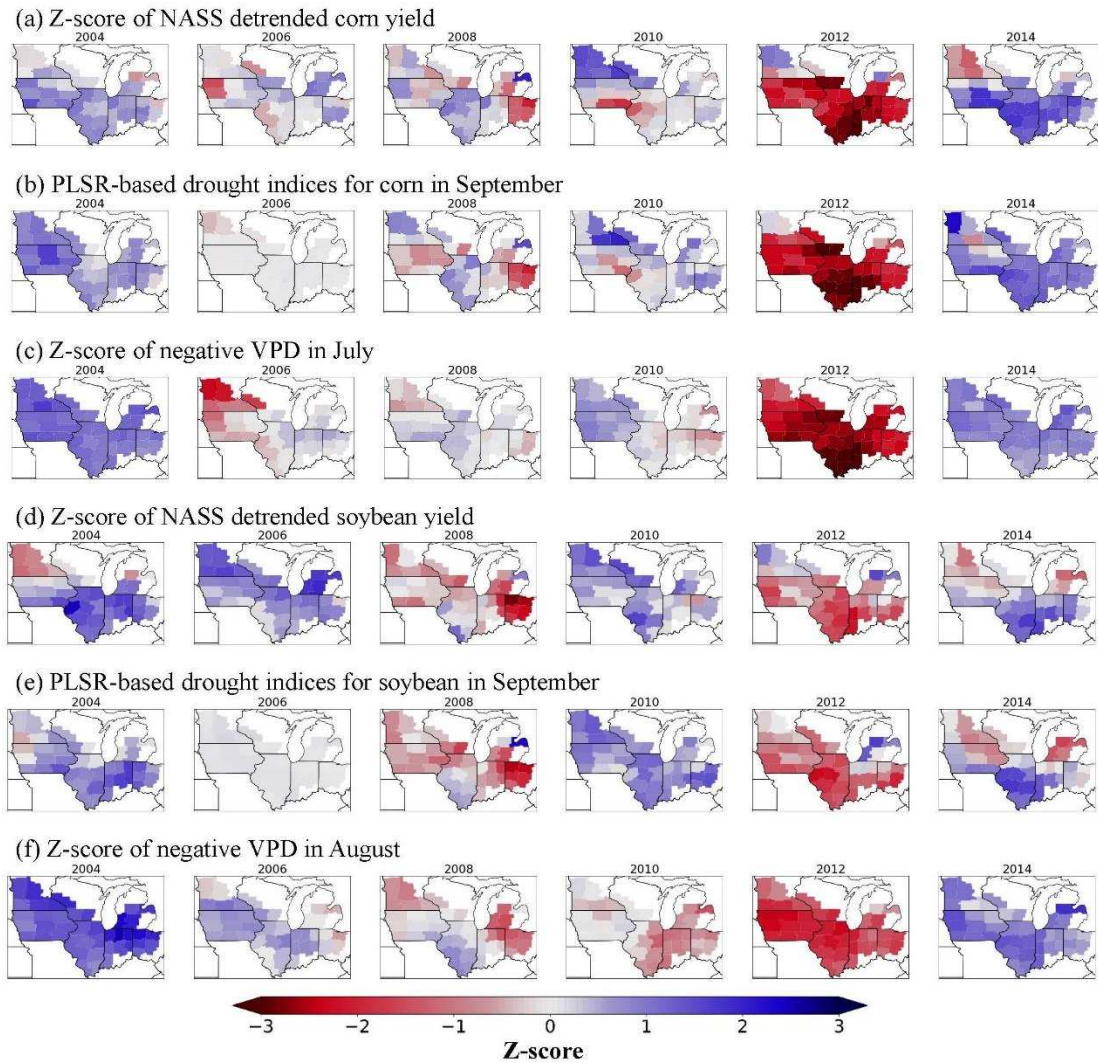 (a) Z-score of NASS detrended corn yield
2004 2006 2008 2010 2012 2014
(b) PLSR-based drought indices for corn in September
2004 2006 2008 2010 2012 2014
(c) Z-score of negative VPD in July
2004 2006 2008 2010 2012 2014
(d) Z-score of NASS detrended soybean yield
2004 2006 2008 2010 2012 2014
(e) PLSR-based drought indices for soybean in September
2004 2006 2008 2010 2012 2014
(f) Z-score of negative VPD in August
2004 2006 2008 2010 2012 2014
−3 −2 −1 0 1 2 3
Z-score